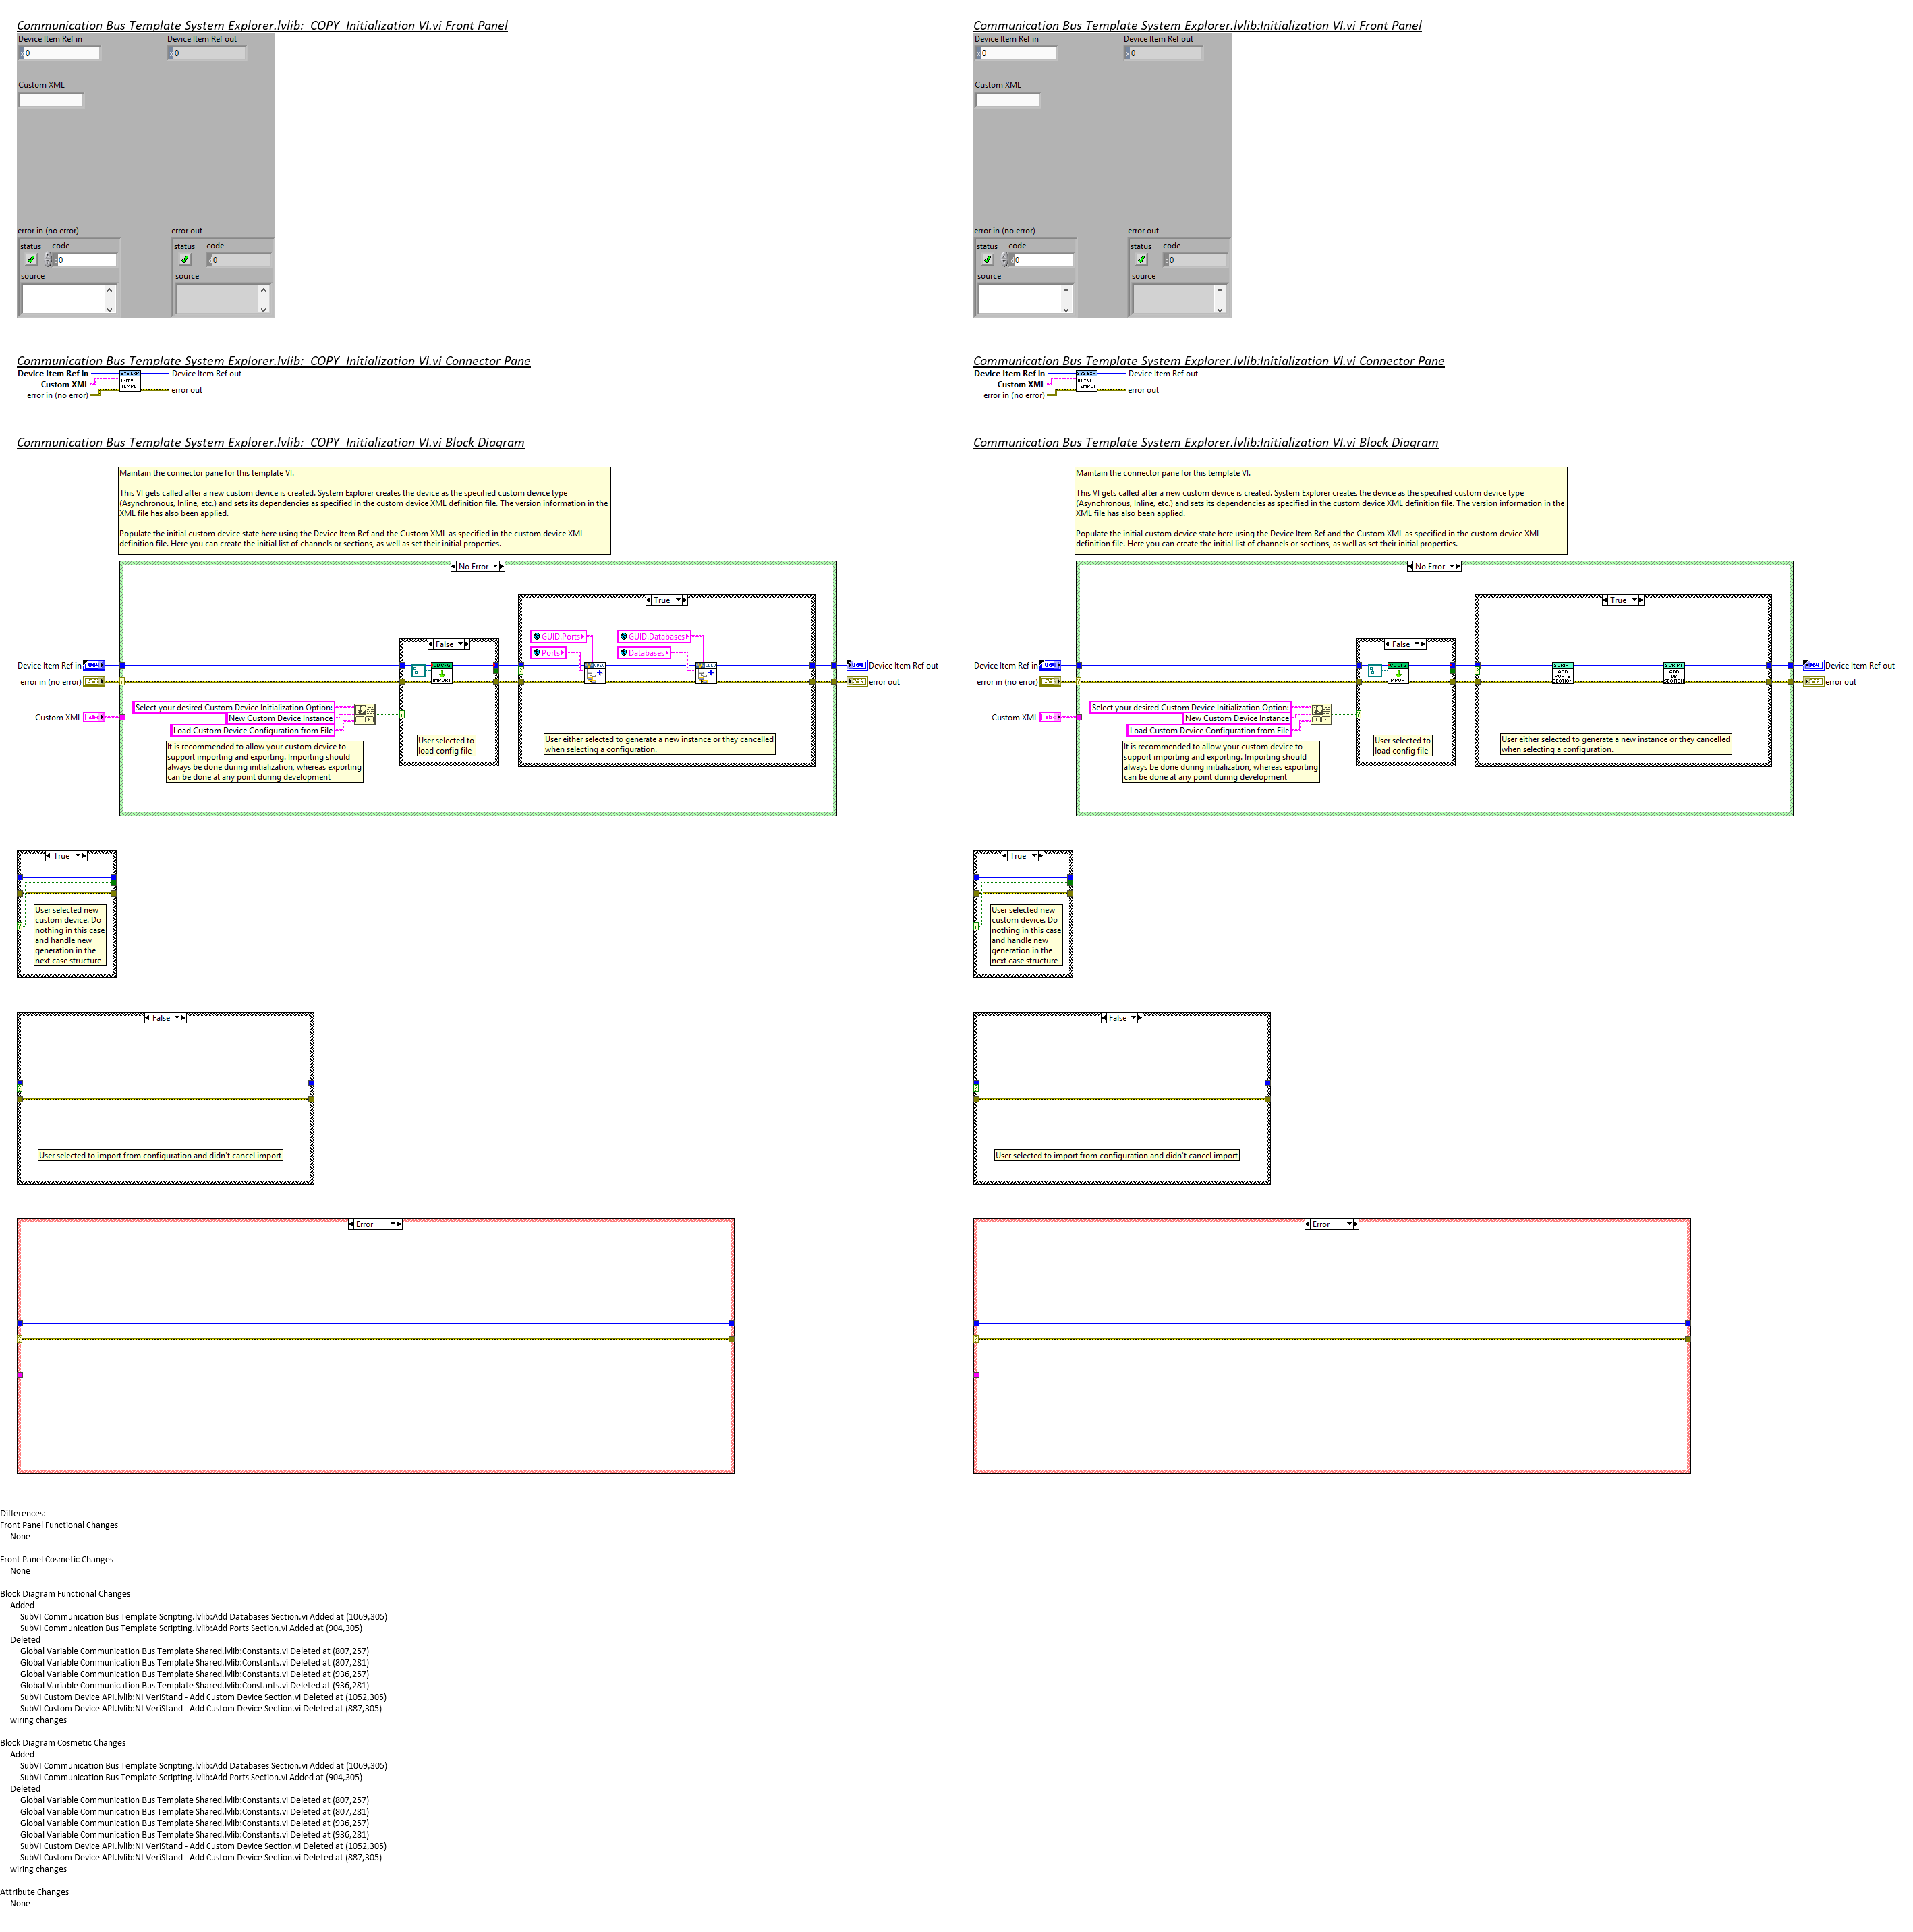 Communication Bus Template System Explorer.lvlib:  COPY  Initialization VI.vi Front Panel
Device Item Ref in
Device Item Ref out
0
0
Custom XML
error in (no error)
error out
status
code
status
code
0
0
source
source
Communication Bus Template System Explorer.lvlib:Initialization VI.vi Front Panel
Device Item Ref in
Device Item Ref out
0
0
Custom XML
error in (no error)
error out
status
code
status
code
0
0
source
source
Communication Bus Template System Explorer.lvlib:  COPY  Initialization VI.vi Connector Pane
Device Item Ref in
Device Item Ref out
Custom XML
error in (no error)
error out
INIT VI
TEMPLT
Communication Bus Template System Explorer.lvlib:Initialization VI.vi Connector Pane
Device Item Ref in
Device Item Ref out
Custom XML
error in (no error)
error out
INIT VI
TEMPLT
Communication Bus Template System Explorer.lvlib:  COPY  Initialization VI.vi Block Diagram
Maintain the connector pane for this template VI.
This VI gets called after a new custom device is created. System Explorer creates the device as the specified custom device type
(Asynchronous, Inline, etc.) and sets its dependencies as specified in the custom device XML definition file. The version information in the
XML file has also been applied.
Populate the initial custom device state here using the Device Item Ref and the Custom XML as specified in the custom device XML
definition file. Here you can create the initial list of channels or sections, as well as set their initial properties.
No Error
True
False
GUID.Ports
GUID.Databases
Ports
Databases
IMPORT
Device Item Ref in
Device Item Ref out
error in (no error)
error out
Custom XML
Select your desired Custom Device Initialization Option:
New Custom Device Instance
Load Custom Device Configuration from File
It is recommended to allow your custom device to
support importing and exporting. Importing should
always be done during initialization, whereas exporting
can be done at any point during development
User selected to
load config file
User either selected to generate a new instance or they cancelled
when selecting a configuration.
Communication Bus Template System Explorer.lvlib:Initialization VI.vi Block Diagram
Maintain the connector pane for this template VI.
This VI gets called after a new custom device is created. System Explorer creates the device as the specified custom device type
(Asynchronous, Inline, etc.) and sets its dependencies as specified in the custom device XML definition file. The version information in the
XML file has also been applied.
Populate the initial custom device state here using the Device Item Ref and the Custom XML as specified in the custom device XML
definition file. Here you can create the initial list of channels or sections, as well as set their initial properties.
No Error
True
False
IMPORT
SCRIPT
ADD
PORTS
SECTION
SCRIPT
ADD
DB
SECTION
Device Item Ref in
Device Item Ref out
error in (no error)
error out
Custom XML
Select your desired Custom Device Initialization Option:
New Custom Device Instance
Load Custom Device Configuration from File
It is recommended to allow your custom device to
support importing and exporting. Importing should
always be done during initialization, whereas exporting
can be done at any point during development
User selected to
load config file
User either selected to generate a new instance or they cancelled
when selecting a configuration.
True
User selected new
custom device. Do
nothing in this case
and handle new
generation in the
next case structure
True
User selected new
custom device. Do
nothing in this case
and handle new
generation in the
next case structure
False
User selected to import from configuration and didn't cancel import
False
User selected to import from configuration and didn't cancel import
Error
Error
Differences:
Front Panel Functional Changes
None
Front Panel Cosmetic Changes
None
Block Diagram Functional Changes
Added
SubVI Communication Bus Template Scripting.lvlib:Add Databases Section.vi Added at (1069,305)
SubVI Communication Bus Template Scripting.lvlib:Add Ports Section.vi Added at (904,305)
Deleted
Global Variable Communication Bus Template Shared.lvlib:Constants.vi Deleted at (807,257)
Global Variable Communication Bus Template Shared.lvlib:Constants.vi Deleted at (807,281)
Global Variable Communication Bus Template Shared.lvlib:Constants.vi Deleted at (936,257)
Global Variable Communication Bus Template Shared.lvlib:Constants.vi Deleted at (936,281)
SubVI Custom Device API.lvlib:NI VeriStand - Add Custom Device Section.vi Deleted at (1052,305)
SubVI Custom Device API.lvlib:NI VeriStand - Add Custom Device Section.vi Deleted at (887,305)
wiring changes
Block Diagram Cosmetic Changes
Added
SubVI Communication Bus Template Scripting.lvlib:Add Databases Section.vi Added at (1069,305)
SubVI Communication Bus Template Scripting.lvlib:Add Ports Section.vi Added at (904,305)
Deleted
Global Variable Communication Bus Template Shared.lvlib:Constants.vi Deleted at (807,257)
Global Variable Communication Bus Template Shared.lvlib:Constants.vi Deleted at (807,281)
Global Variable Communication Bus Template Shared.lvlib:Constants.vi Deleted at (936,257)
Global Variable Communication Bus Template Shared.lvlib:Constants.vi Deleted at (936,281)
SubVI Custom Device API.lvlib:NI VeriStand - Add Custom Device Section.vi Deleted at (1052,305)
SubVI Custom Device API.lvlib:NI VeriStand - Add Custom Device Section.vi Deleted at (887,305)
wiring changes
Attribute Changes
None